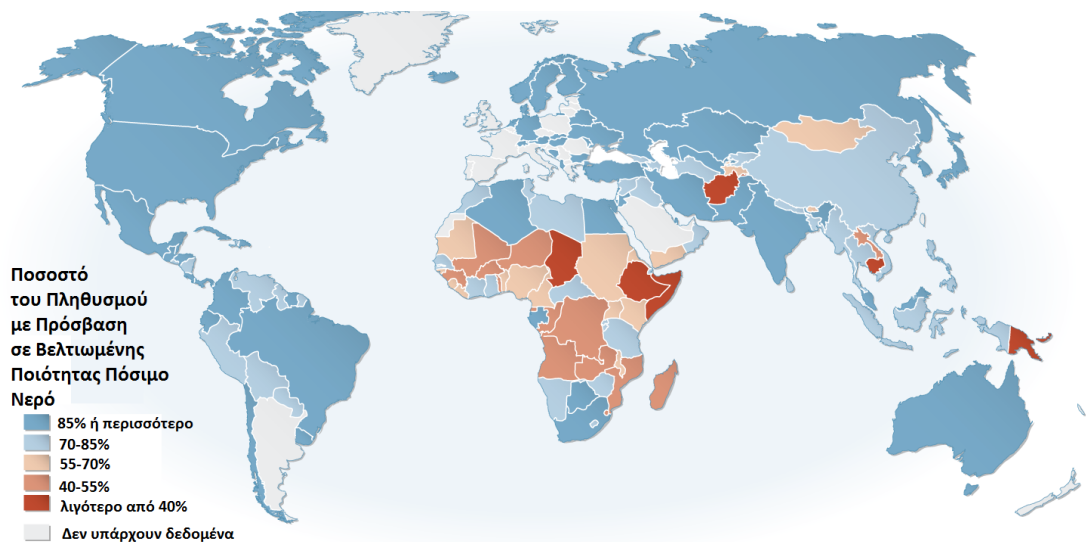 Ποσοστό
του Πληθυσμού
με Πρόσβαση
σε Βελτιωμένης
Ποιότητας Πόσιμο
Νερό
85% ή περισσότερο
70-85%
55-70%
40-55%
λιγότερο από 40%
Δεν υπάρχουν δεδομένα